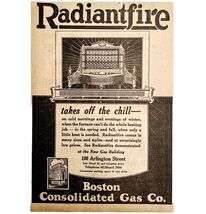 Radiantfire
takes off the chill—
on cold mornings and evenings of winter,
when the furnace can't do the whole heating
job — in the spring and fall, when only a
little heat is needed. Radiantfire comes in
many sizes and styles—and at surprisingly
low prices. See Radiantfire demonstrated
at the New Gas Building
100 Arlington Street
Telephone HUBbard 7600
Boston
Consolidated Gas Co.